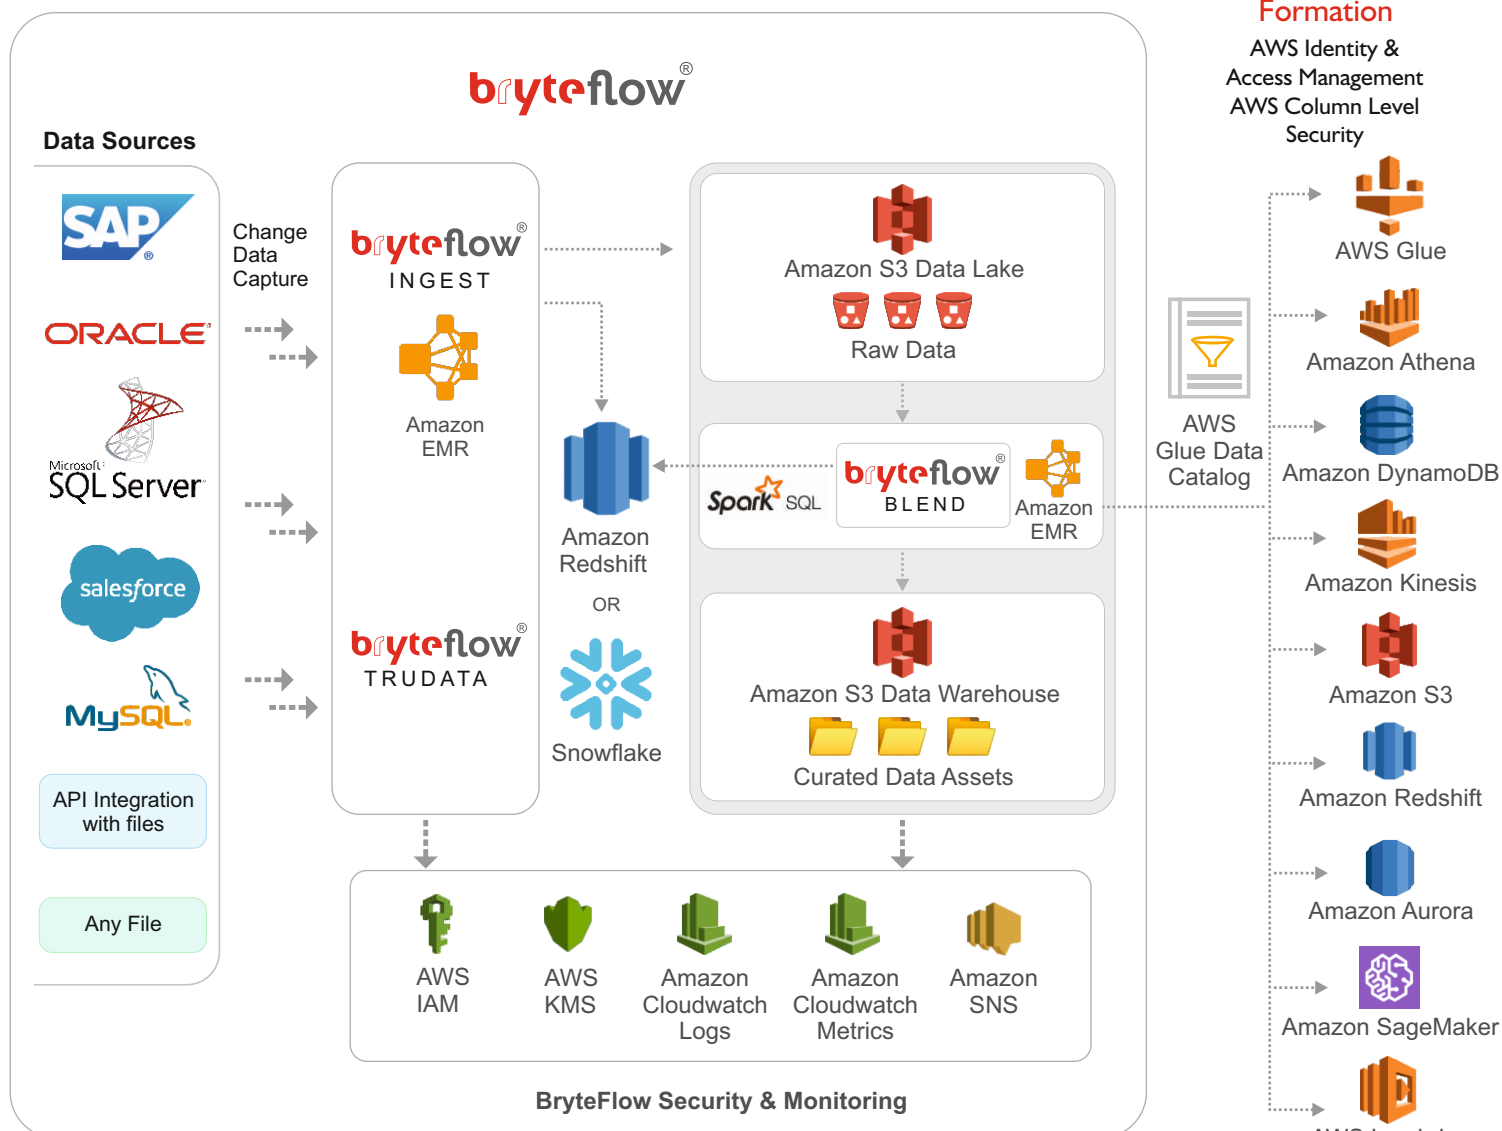 Formation
AWS Identity &
Access Management
AWS Column Level
Security
bryteflow®
Data Sources
SAP®
ORACLE®
Microsoft®
SQL Server
salesforce
MySQL®
API Integration
with files
Any File
Change
Data
Capture
bryteflow®
INGEST
Amazon
EMR
bryteflow®
TRUDATA
Amazon
Redshift
OR
Snowflake
Amazon S3 Data Lake
Raw Data
Spark SQL
bryteflow®
BLEND
Amazon
EMR
Amazon S3 Data Warehouse
Curated Data Assets
AWS
IAM
AWS
KMS
Amazon
Cloudwatch
Logs
Amazon
Cloudwatch
Metrics
Amazon
SNS
BryteFlow Security & Monitoring
AWS
Glue Data
Catalog
AWS Glue
Amazon Athena
Amazon DynamoDB
Amazon Kinesis
Amazon S3
Amazon Redshift
Amazon Aurora
Amazon SageMaker